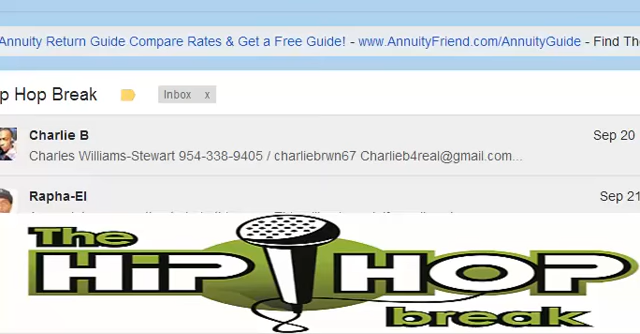 Annuity Return Guide Compare Rates & Get a Free Guide! - www.AnnuityFriend.com/AnnuityGuide - Find Th
p Hop Break Inbox x
Charlie B Sep 20
Charles Williams-Stewart 954-338-9405 / charliebrwn67 Charlieb4real@gmail.com...
Rapha-El Sep 21
The
HiP HOP
break